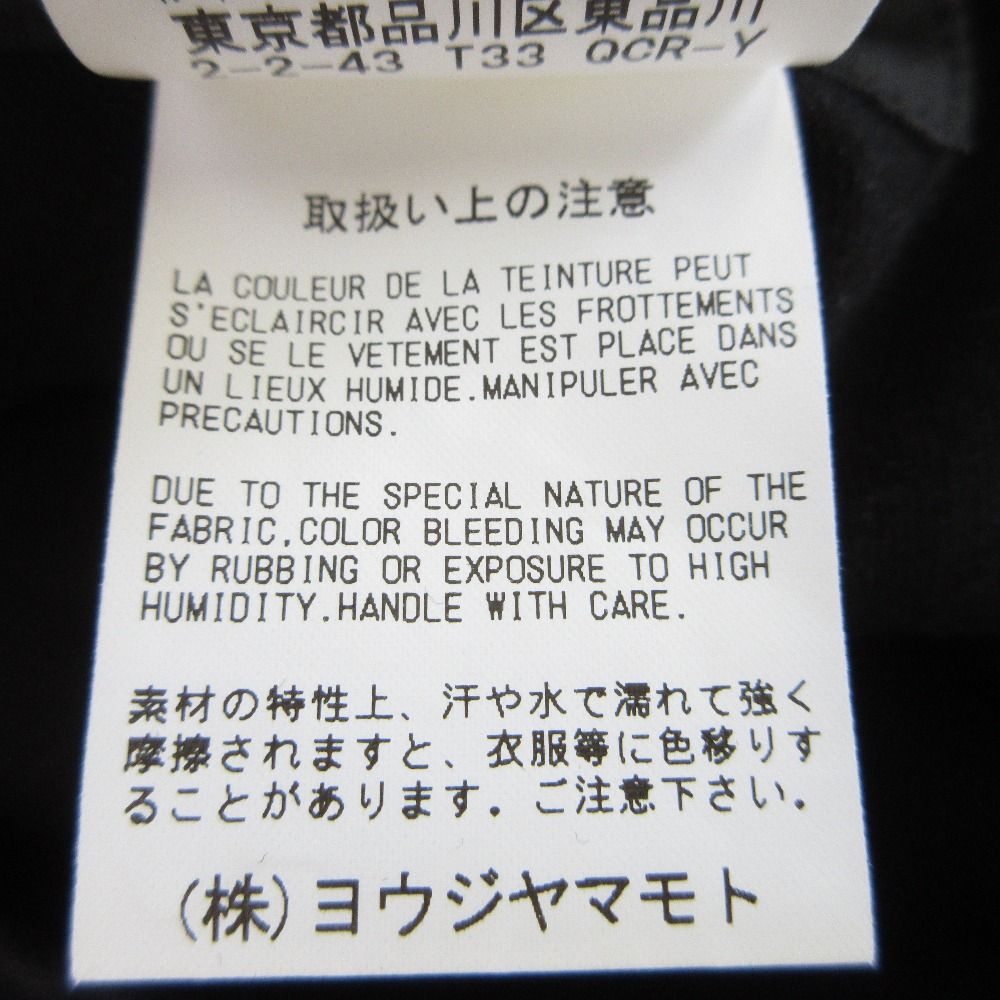 東京都品川区東品川
2-2-43 T33 QCR-Y
取扱い上の注意
LA COULEUR DE LA TEINTURE PEUT
S'ECLAIRCIR AVEC LES FROTTEMENTS
OU SE LE VETEMENT EST PLACE DANS
UN LIEUX HUMIDE.MANIPULER AVEC
PRECAUTIONS.
DUE TO THE SPECIAL NATURE OF THE
FABRIC,COLOR BLEEDING MAY OCCUR
BY RUBBING OR EXPOSURE TO HIGH
HUMIDITY.HANDLE WITH CARE.
素材の特性上、汗や水で濡れて強く
摩擦されますと、衣服等に色移りす
ることがあります．ご注意下さい．
(株)ヨウジヤマモト